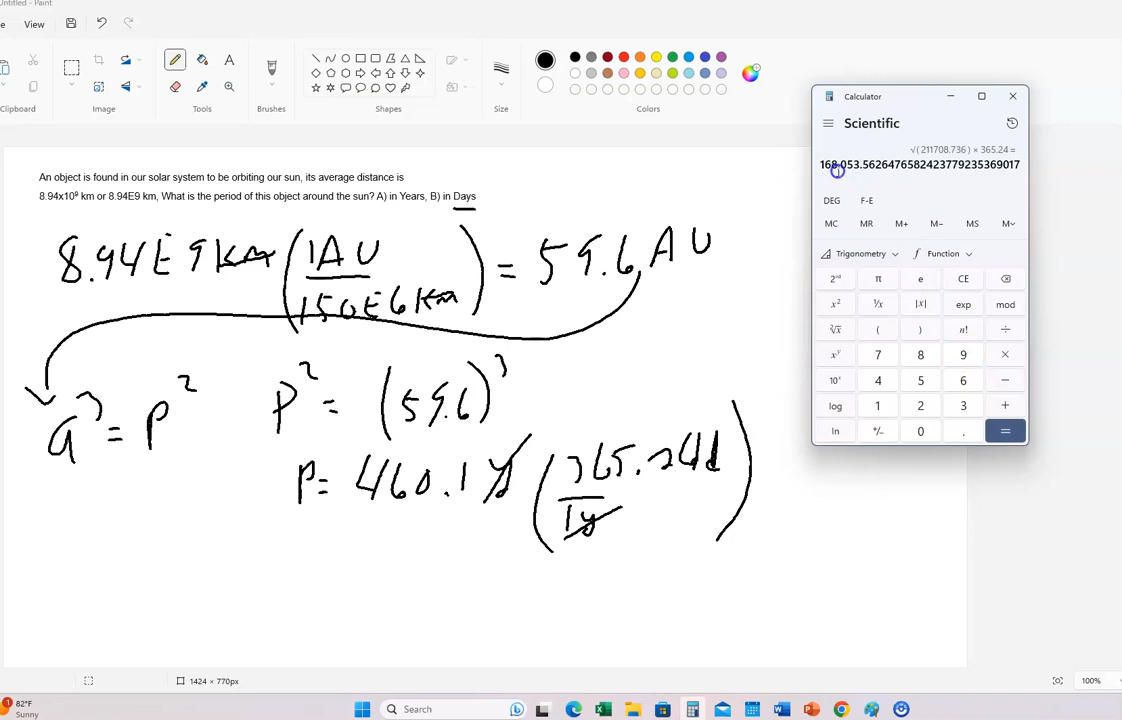 Untitled - Paint
View
Clipboard
Image
Tools
Brushes
Shapes
Size
Colors
An object is found in our solar system to be orbiting our sun, its average distance is
8.94x10⁹ km or 8.94E9 km, What is the period of this object around the sun? A) in Years, B) in Days
8.94E9km (1AU / 150E6km) = 59.6 AU
a³ = p²
p² = (59.6)³
p = 460.1 y (365.24d / 1y)
Calculator
Scientific
√( 211708.736 ) × 365.24 =
168,053.56264765824237792353690​17
DEG
F-E
MC MR M+ M− MS M˅
Trigonometry
Function
2ⁿᵈ π e CE
x² ¹/x |x| exp mod
²√x ( ) n! ÷
xʸ 7 8 9 ×
10ˣ 4 5 6 −
log 1 2 3 +
ln +/− 0 . =
1424 × 770px
100%
1
82°F
Sunny
Search